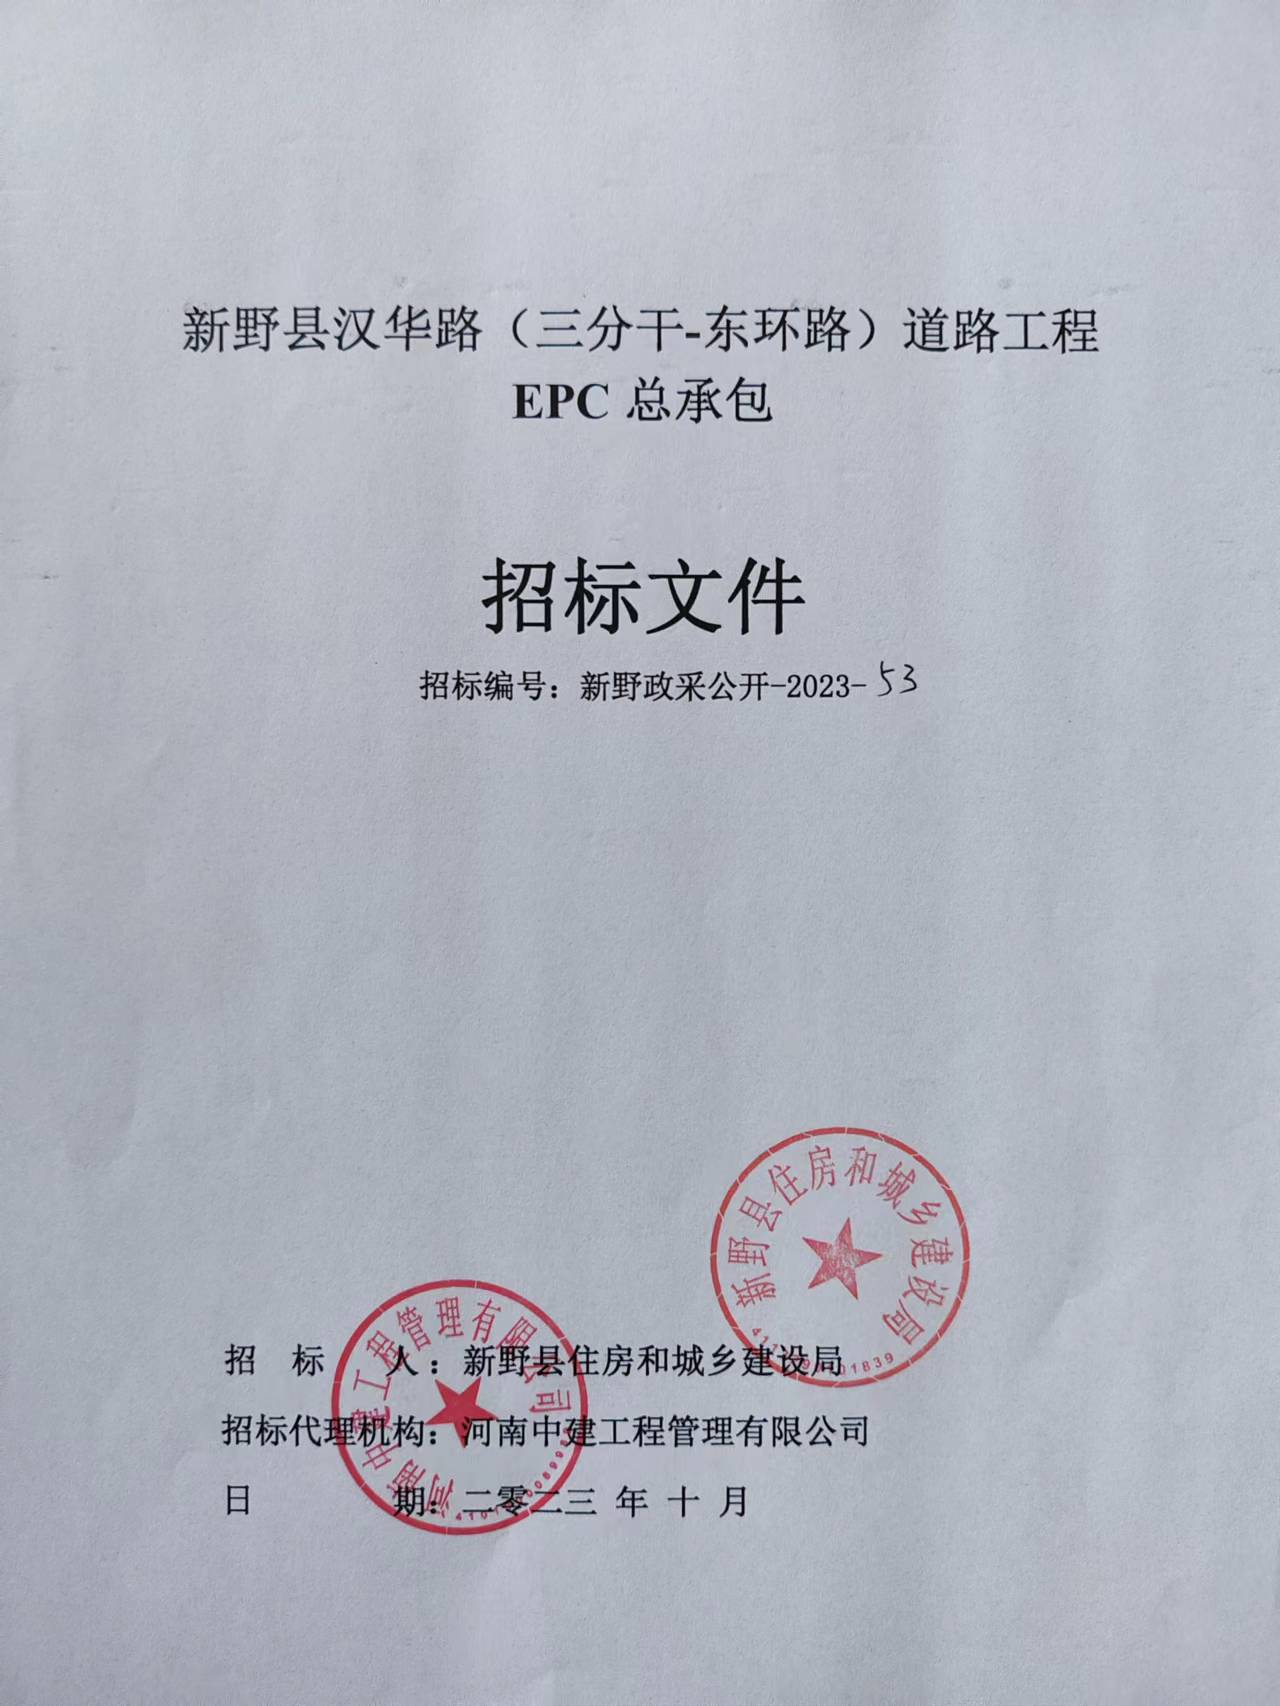 新野县汉华路（三分干-东环路）道路工程
EPC 总承包
招标文件
招标编号：新野政采公开-2023-53
新野县住房和城乡建设局
河南中建工程管理有限公司
招 标 人：新野县住房和城乡建设局
招标代理机构：河南中建工程管理有限公司
日 期：二零二三 年 十 月